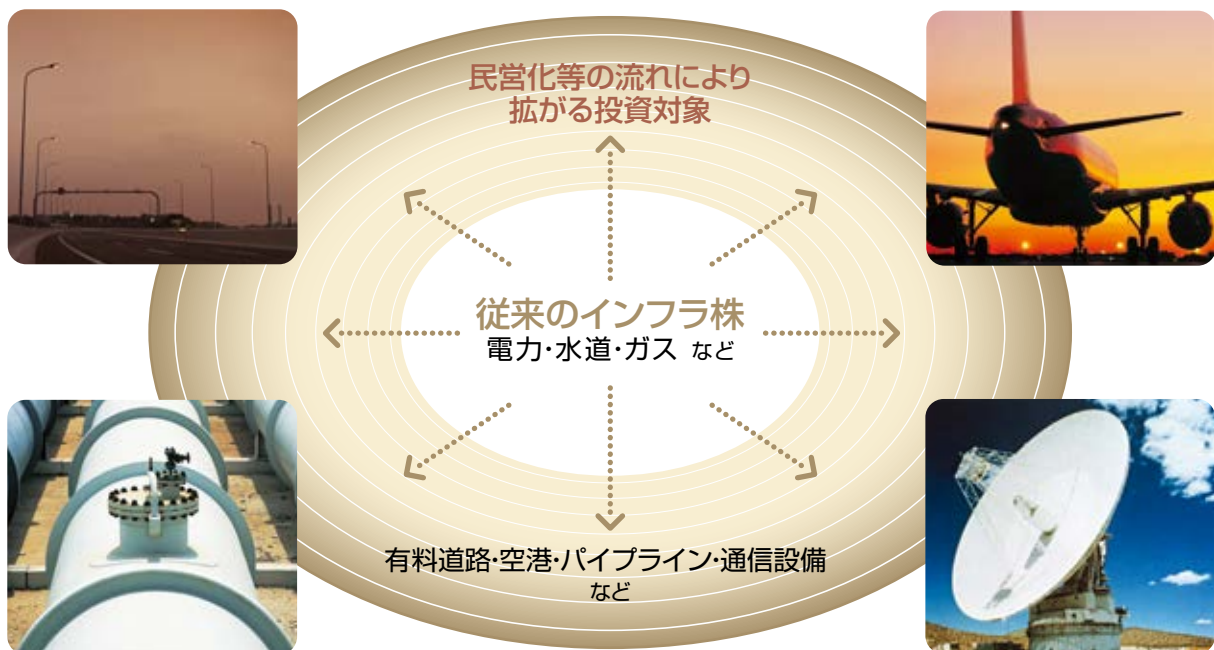 民営化等の流れにより
拡がる投資対象
従来のインフラ株
電力・水道・ガス など
有料道路・空港・パイプライン・通信設備
など